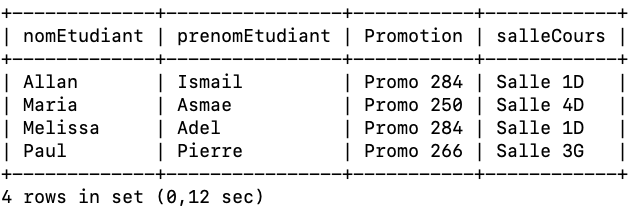 +-------------+----------------+-----------+------------+
| nomEtudiant | prenomEtudiant | Promotion | salleCours |
+-------------+----------------+-----------+------------+
| Allan       | Ismail         | Promo 284 | Salle 1D   |
| Maria       | Asmae          | Promo 250 | Salle 4D   |
| Melissa     | Adel           | Promo 284 | Salle 1D   |
| Paul        | Pierre         | Promo 266 | Salle 3G   |
+-------------+----------------+-----------+------------+
4 rows in set (0,12 sec)